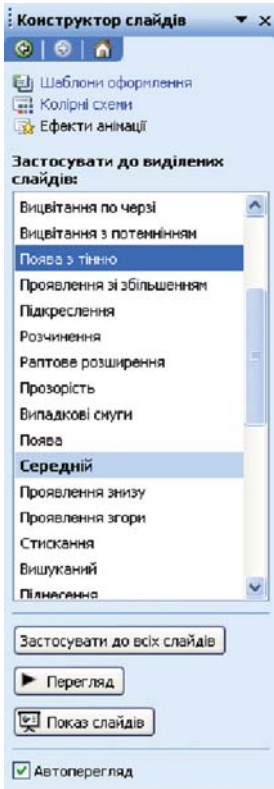 Конструктор слайдів
Шаблони оформлення
Колірні схеми
Ефекти анімації
Застосувати до виділених
слайдів:
Вицвітання по черзі
Вицвітання з потемнінням
Поява з тінню
Проявлення зі збільшенням
Підкреслення
Розчинення
Раптове розширення
Прозорість
Випадкові смуги
Поява
Середній
Проявлення знизу
Проявлення згори
Стискання
Вишуканий
Піднесення
Застосувати до всіх слайдів
Перегляд
Показ слайдів
Автоперегляд